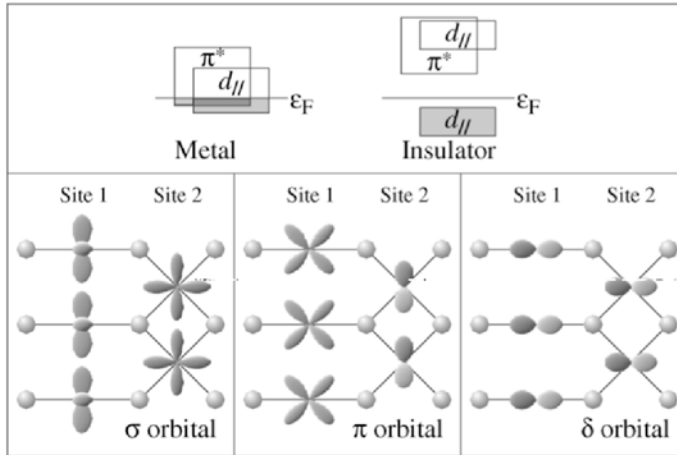 π* d// εF
Metal
d// π* εF d//
Insulator
Site 1 Site 2
σ orbital
Site 1 Site 2
π orbital
Site 1 Site 2
δ orbital